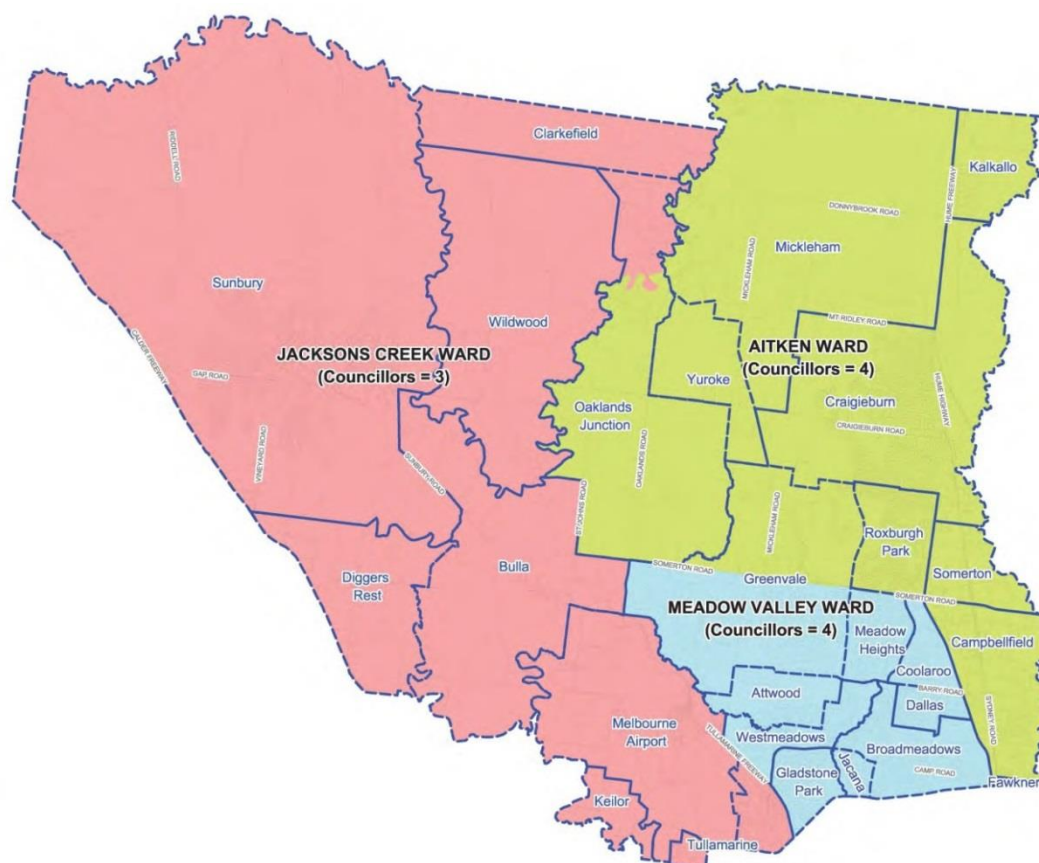 Clarkefield
Kalkallo
RIDDELL ROAD
HUME FREEWAY
DONNYBROOK ROAD
Mickleham
MICKLEHAM ROAD
Sunbury
Wildwood
MT RIDLEY ROAD
CALDER FREEWAY
JACKSONS CREEK WARD
(Councillors = 3)
AITKEN WARD
(Councillors = 4)
GAP ROAD
Yuroke
Craigieburn
HUME HIGHWAY
Oaklands
Junction
CRAIGIEBURN ROAD
VINEYARD ROAD
SUNBURY ROAD
OAKLANDS ROAD
ST JOHNS ROAD
MICKLEHAM ROAD
Roxburgh
Park
Bulla
SOMERTON ROAD
Greenvale
Somerton
Diggers
Rest
SOMERTON ROAD
MEADOW VALLEY WARD
(Councillors = 4)
Meadow
Heights
Campbellfield
Coolaroo
Attwood
BARRY ROAD
Dallas
SYDNEY ROAD
Melbourne
Airport
TULLAMARINE FREEWAY
Westmeadows
Broadmeadows
Gladstone
Park
Jacana
CAMP ROAD
Fawkner
Keilor
Tullamarine